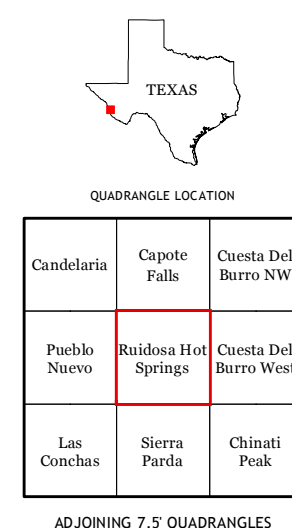 TEXAS
QUADRANGLE LOCATION
Candelaria
Capote
Falls
Cuesta Del
Burro NW
Pueblo
Nuevo
Ruidosa Hot
Springs
Cuesta Del
Burro West
Las
Conchas
Sierra
Parda
Chinati
Peak
ADJOINING 7.5' QUADRANGLES